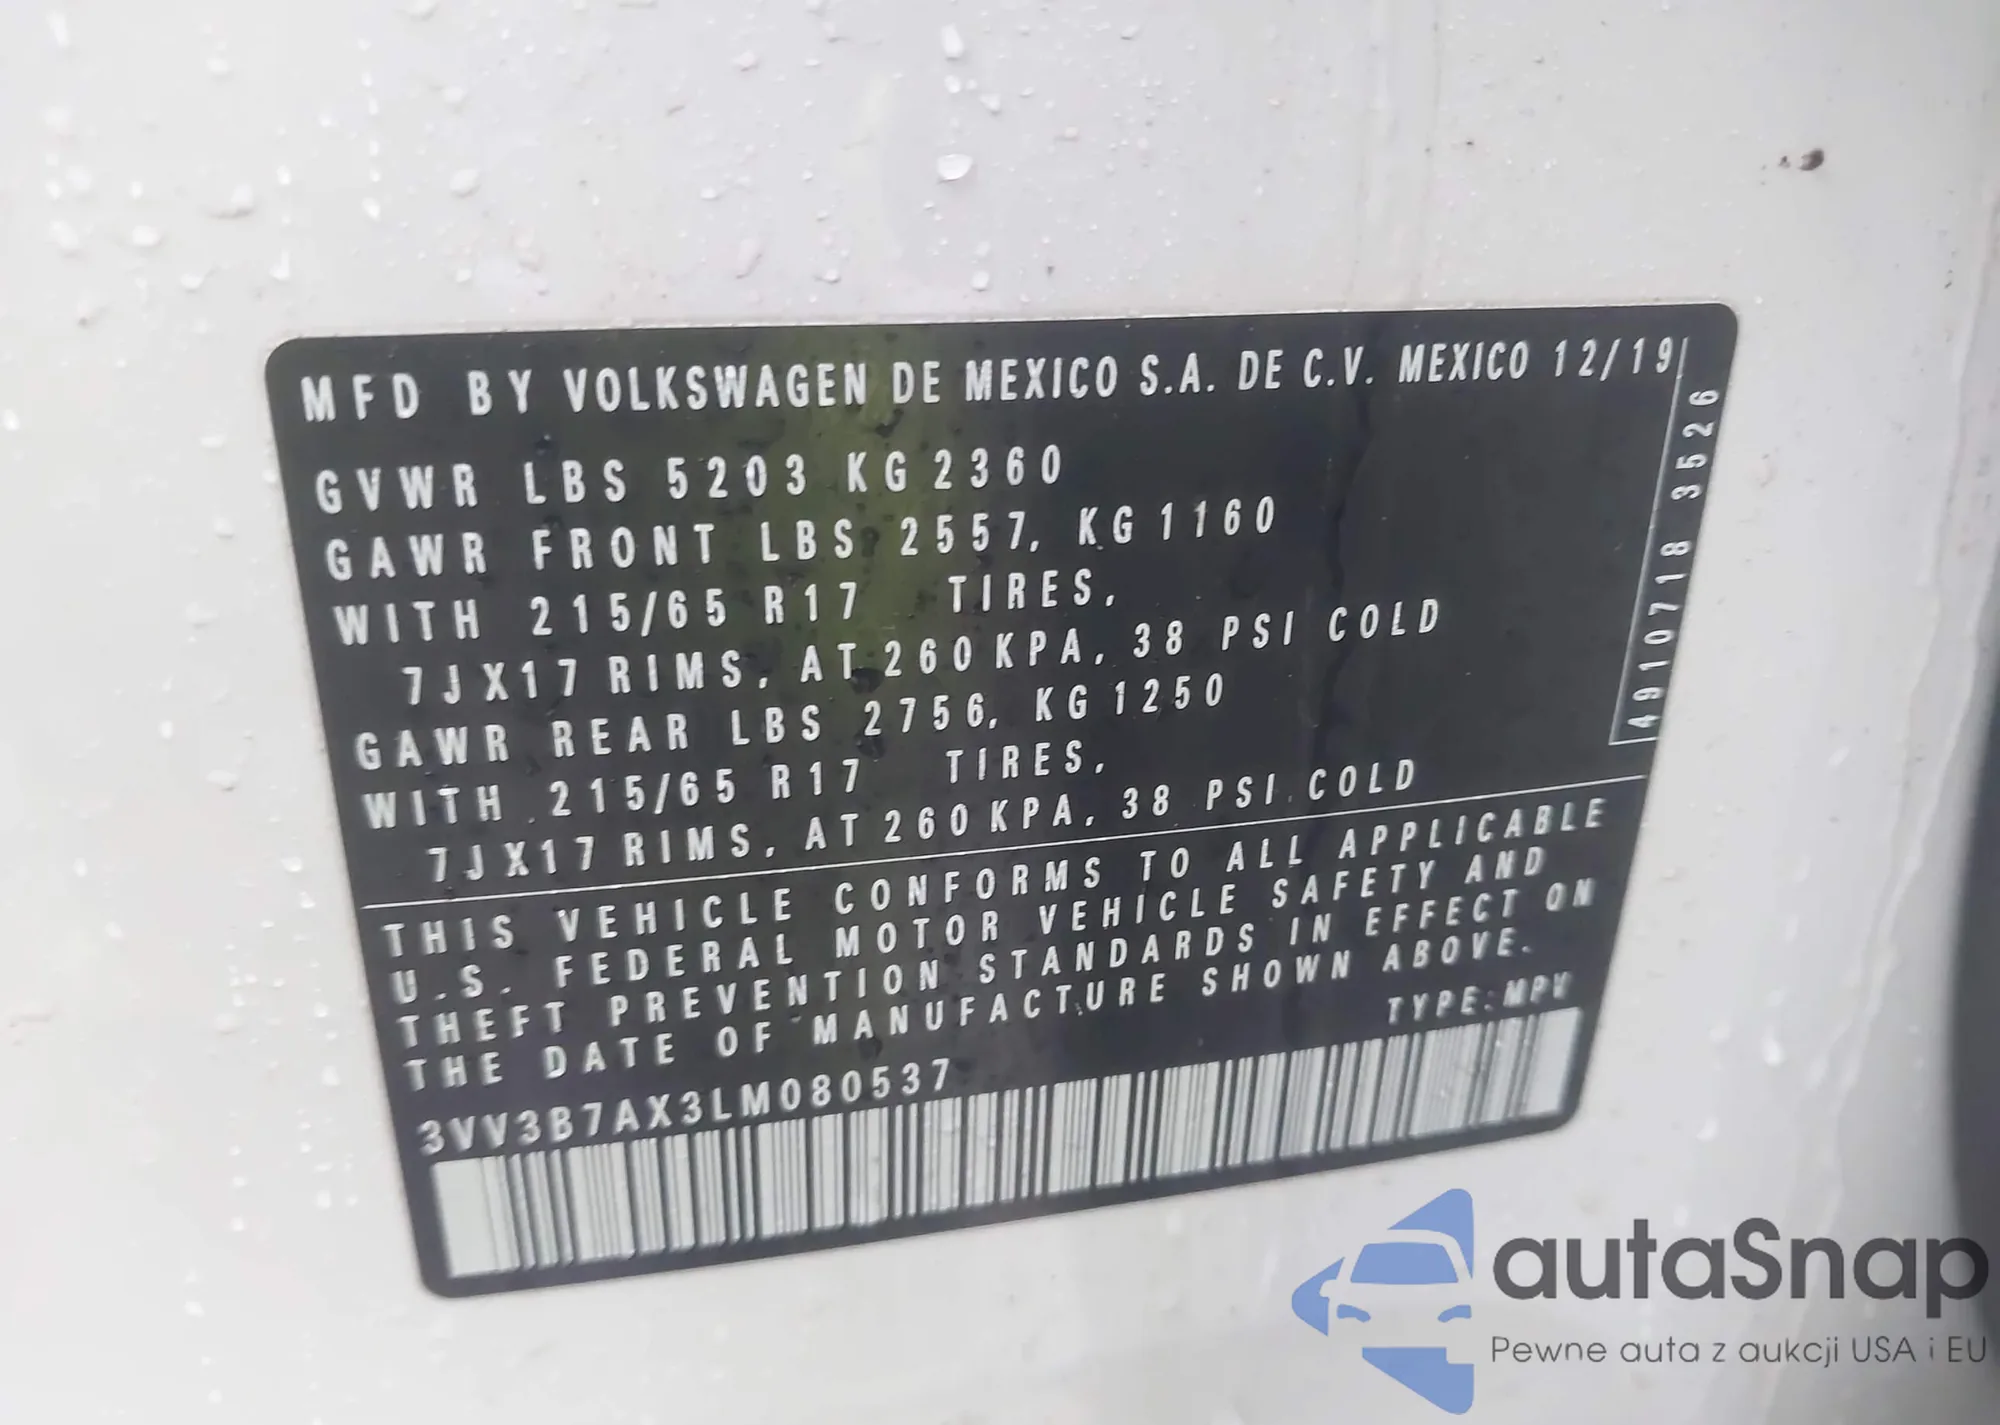 MFD BY VOLKSWAGEN DE MEXICO S.A. DE C.V. MEXICO 12/19
GVWR LBS 5203 KG 2360
GAWR FRONT LBS 2557, KG 1160
WITH 215/65 R17 TIRES,
7J X17 RIMS, AT 260 KPA, 38 PSI COLD
GAWR REAR LBS 2756, KG 1250
WITH 215/65 R17 TIRES,
7J X17 RIMS, AT 260 KPA, 38 PSI COLD
4910718 3526
THIS VEHICLE CONFORMS TO ALL APPLICABLE
U.S. FEDERAL MOTOR VEHICLE SAFETY AND
THEFT PREVENTION STANDARDS IN EFFECT ON
THE DATE OF MANUFACTURE SHOWN ABOVE.
TYPE: MPV
3VV3B7AX3LM080537
autaSnap
Pewne auta z aukcji USA i EU